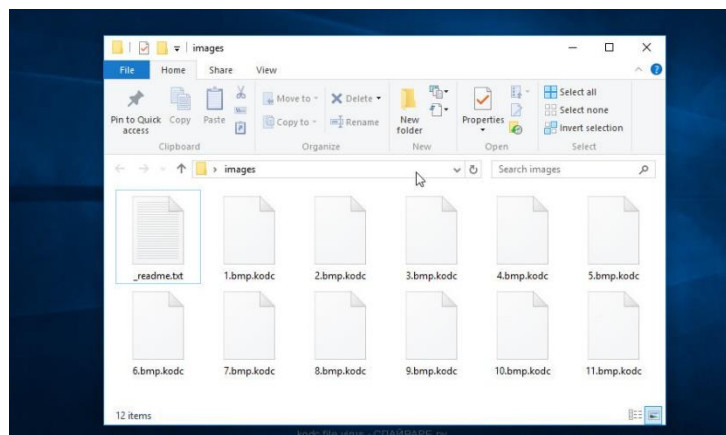 images
File Home Share View
Pin to Quick access
Copy
Paste
Move to
Copy to
Delete
Rename
New folder
Properties
Select all
Select none
Invert selection
Clipboard Organize New Open Select
images
Search images
_readme.txt 1.bmp.kodc 2.bmp.kodc 3.bmp.kodc 4.bmp.kodc 5.bmp.kodc
6.bmp.kodc 7.bmp.kodc 8.bmp.kodc 9.bmp.kodc 10.bmp.kodc 11.bmp.kodc
12 items